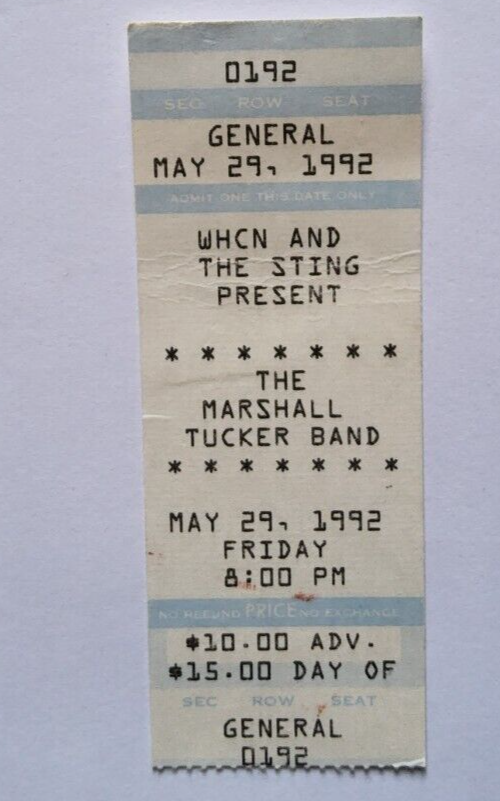 0192
SEC ROW SEAT
GENERAL
MAY 29, 1992
ADMIT ONE THIS DATE ONLY
WHCN AND
THE STING
PRESENT
* * * * * * *
THE
MARSHALL
TUCKER BAND
* * * * * * *
MAY 29, 1992
FRIDAY
8:00 PM
NO REFUND PRICE NO EXCHANGE
$10.00 ADV.
$15.00 DAY OF
SEC ROW SEAT
GENERAL
0192